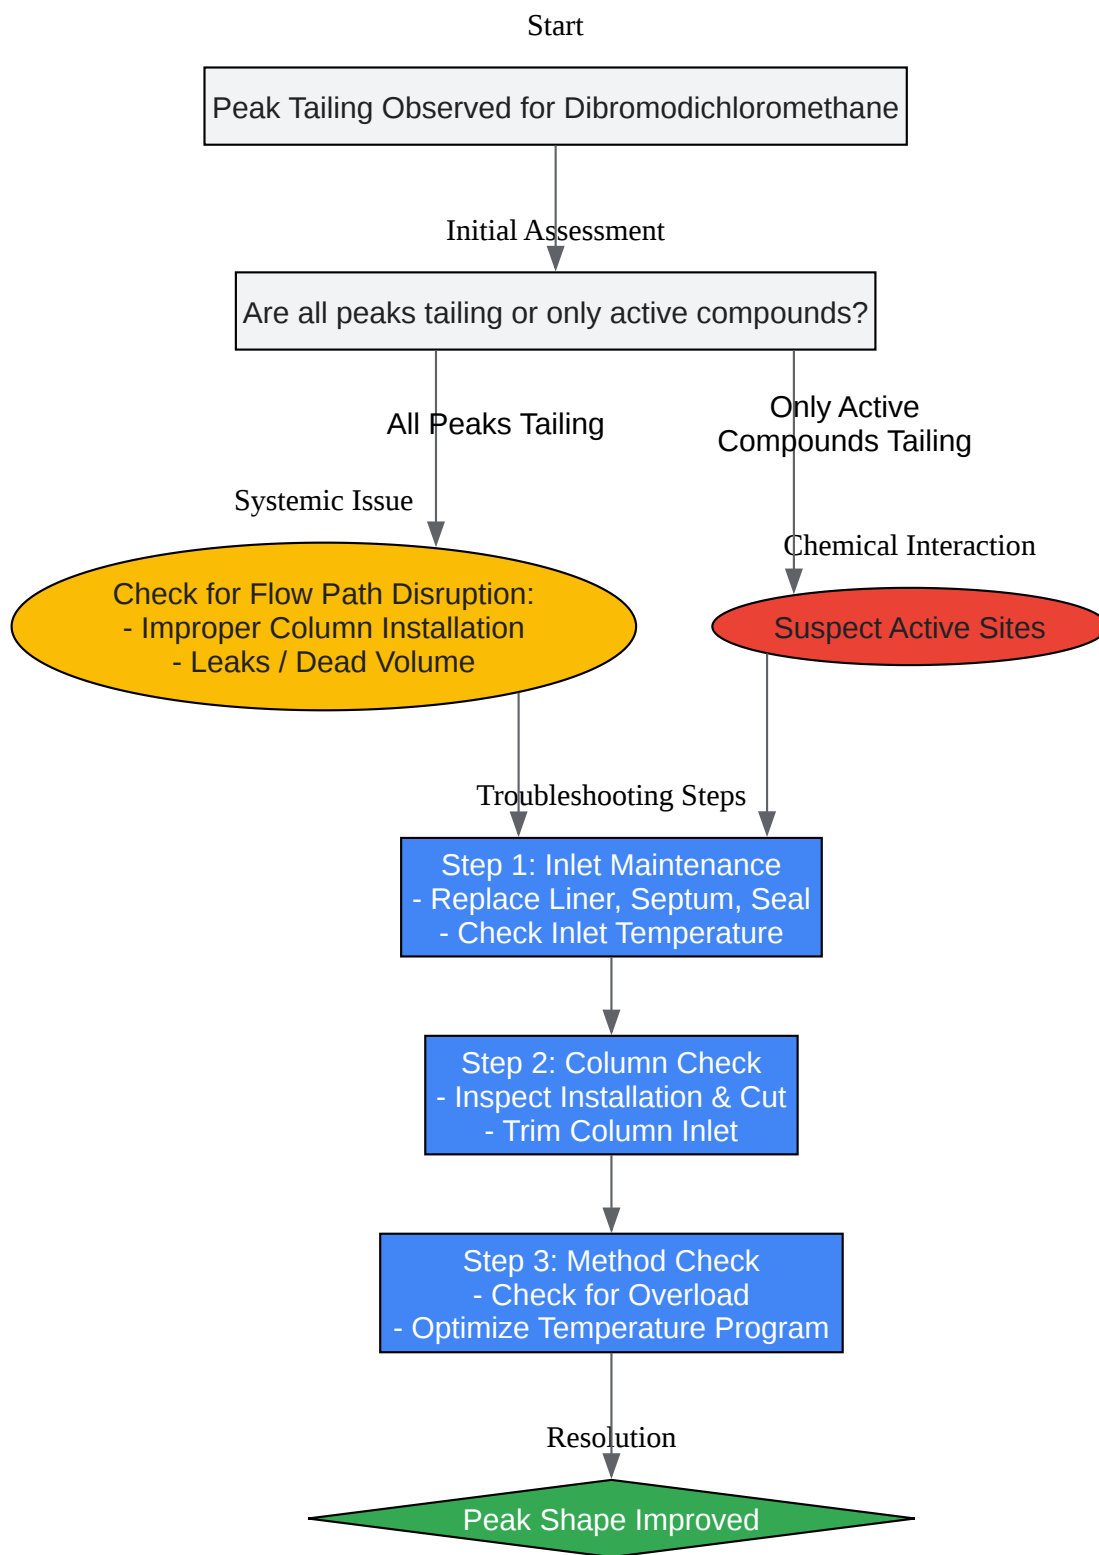 Start
Peak Tailing Observed for Dibromodichloromethane
Initial Assessment
Are all peaks tailing or only active compounds?
All Peaks Tailing
Only Active
Compounds Tailing
Systemic Issue
Chemical Interaction
Check for Flow Path Disruption:
- Improper Column Installation
- Leaks / Dead Volume
Suspect Active Sites
Troubleshooting Steps
Step 1: Inlet Maintenance
- Replace Liner, Septum, Seal
- Check Inlet Temperature
Step 2: Column Check
- Inspect Installation & Cut
- Trim Column Inlet
Step 3: Method Check
- Check for Overload
- Optimize Temperature Program
Resolution
Peak Shape Improved